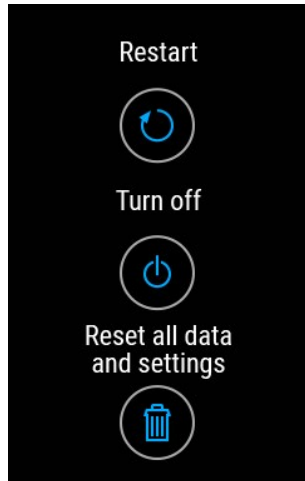 Restart
Turn off
Reset all data
and settings